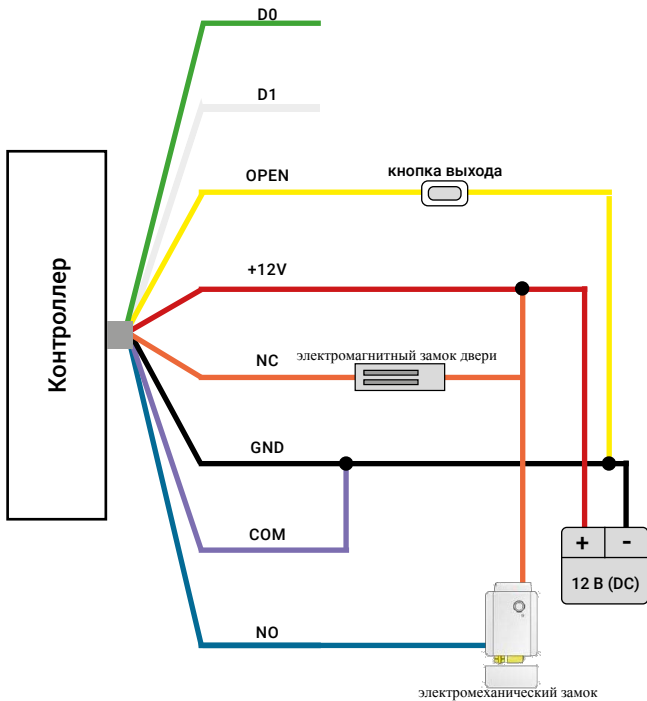 D0
D1
OPEN
кнопка выхода
+12V
Контроллер
NC
электромагнитный замок двери
GND
COM
+ -
12 В (DC)
NO
электромеханический замок